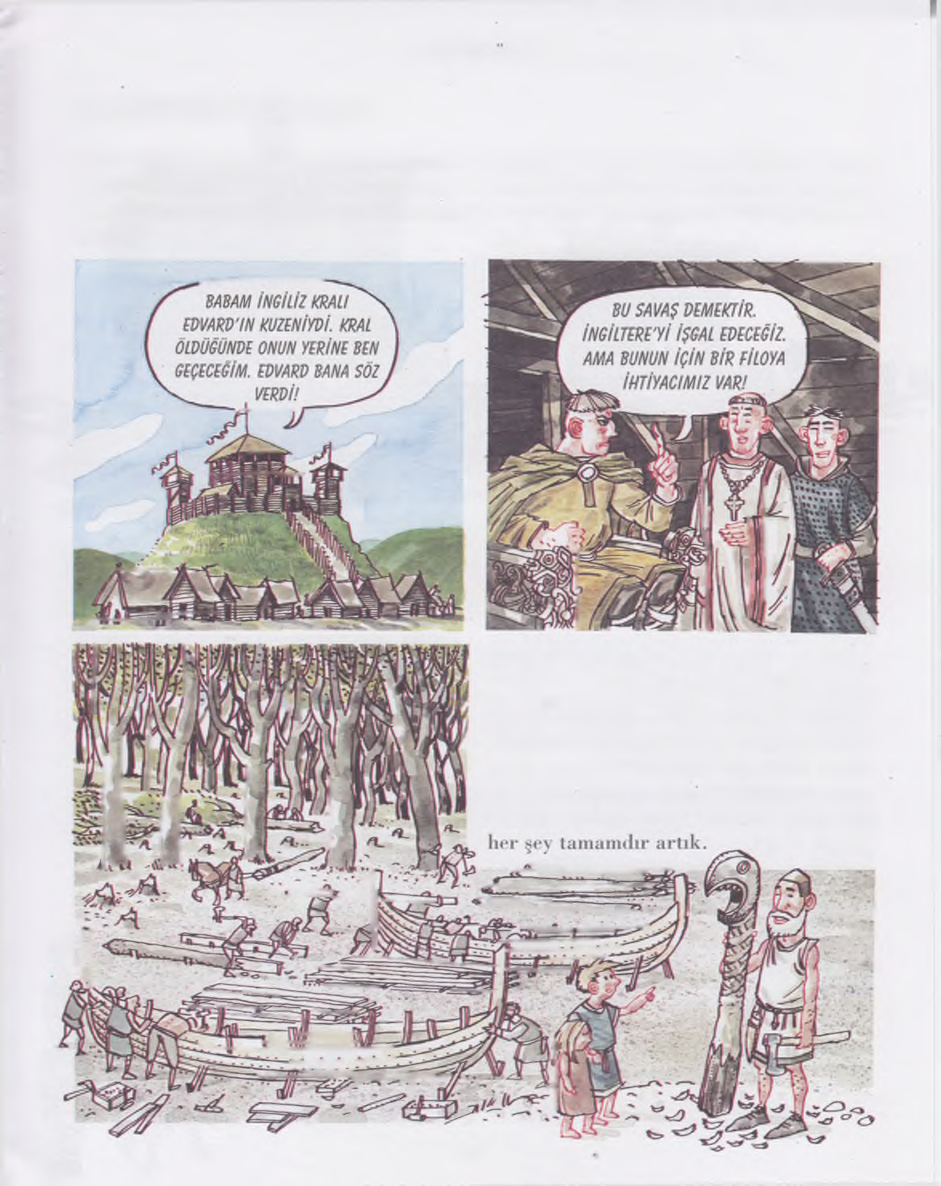 BABAM İNGİLİZ KRALI
EDVARD'IN KUZENİYDİ. KRAL
ÖLDÜĞÜNDE ONUN YERİNE BEN
GEÇECEĞİM. EDVARD BANA SÖZ
VERDİ!
BU SAVAŞ DEMEKTİR.
İNGİLTERE'Yİ İŞGAL EDECEĞİZ.
AMA BUNUN İÇİN BİR FİLOYA
İHTİYACIMIZ VAR!
her şey tamamdır artık.